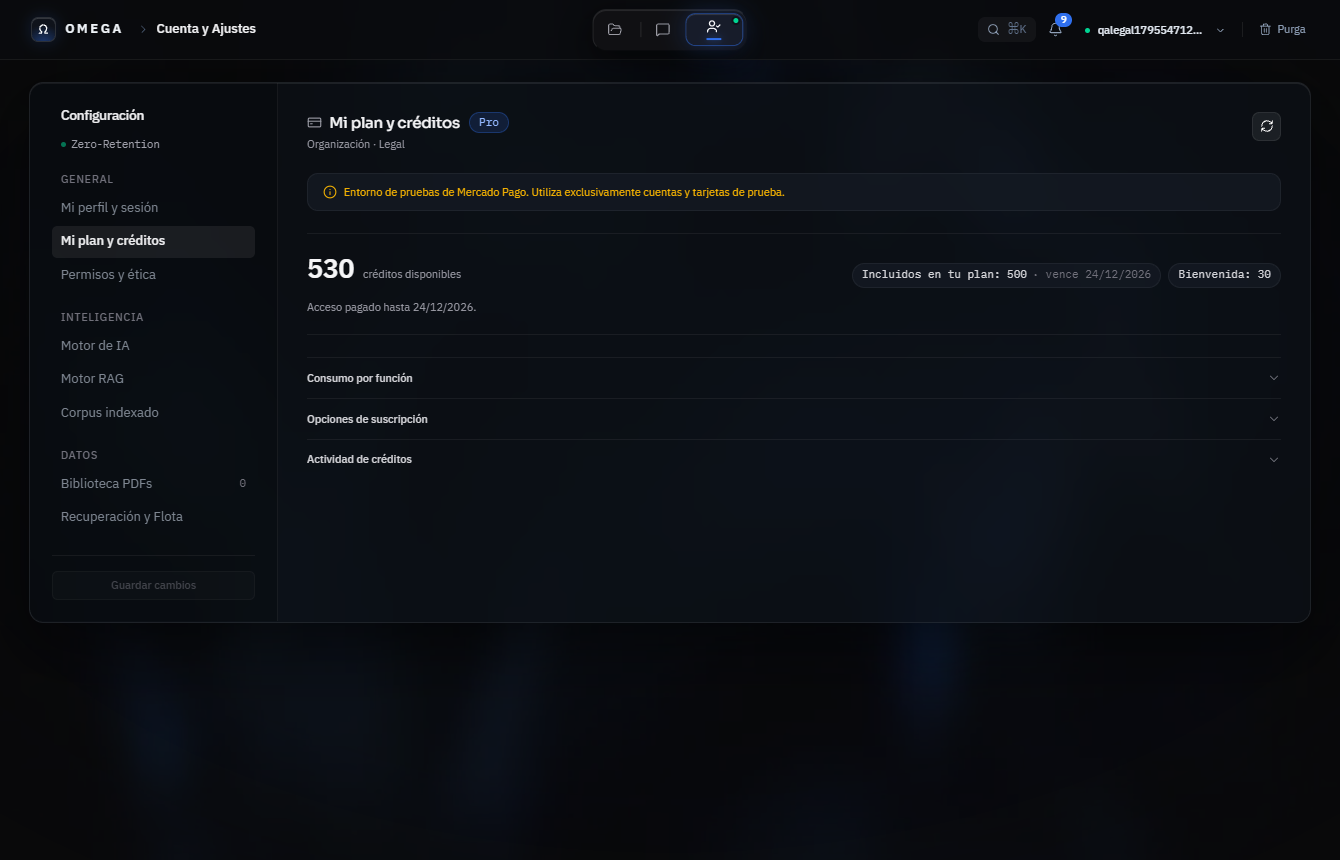 Ω OMEGA Cuenta y Ajustes ⌘K 9 qalegal179554712... Purga
Configuración
Zero-Retention
GENERAL
Mi perfil y sesión
Mi plan y créditos
Permisos y ética
INTELIGENCIA
Motor de IA
Motor RAG
Corpus indexado
DATOS
Biblioteca PDFs 0
Recuperación y Flota
Guardar cambios
Mi plan y créditos Pro
Organización · Legal
Entorno de pruebas de Mercado Pago. Utiliza exclusivamente cuentas y tarjetas de prueba.
530 créditos disponibles Incluidos en tu plan: 500 · vence 24/12/2026 Bienvenida: 30
Acceso pagado hasta 24/12/2026.
Consumo por función
Opciones de suscripción
Actividad de créditos